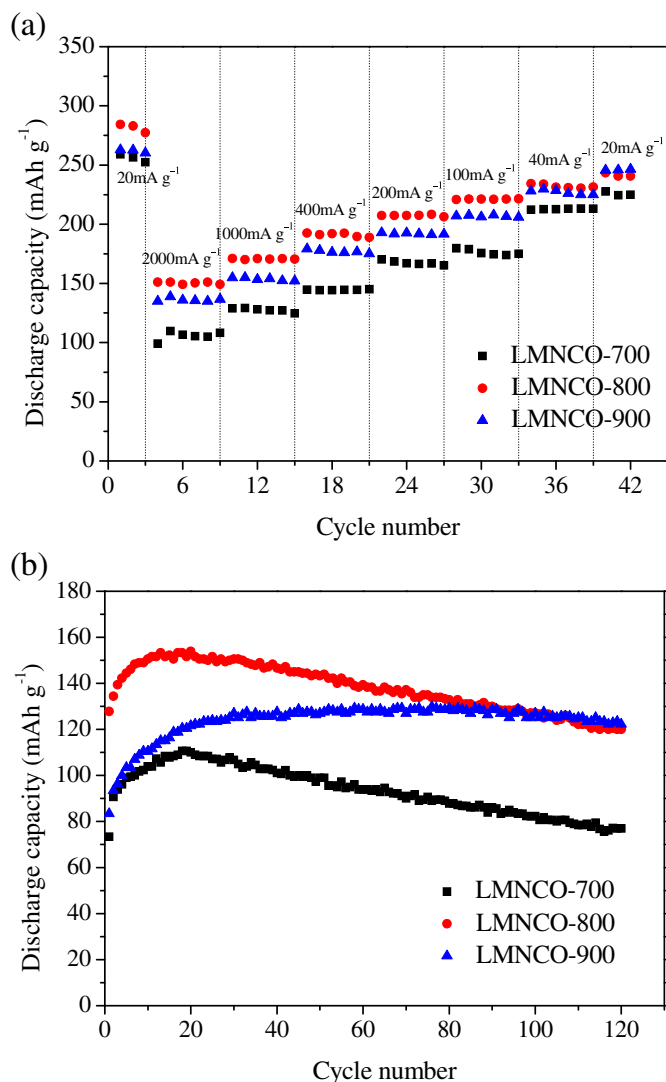 (a)
350
300
250
200
150
100
50
0
Discharge capacity (mAh g⁻¹)
20mA g⁻¹
2000mA g⁻¹
1000mA g⁻¹
400mA g⁻¹
200mA g⁻¹
100mA g⁻¹
40mA g⁻¹
20mA g⁻¹
LMNCO-700
LMNCO-800
LMNCO-900
0 6 12 18 24 30 36 42
Cycle number
(b)
180
160
140
120
100
80
60
40
20
0
Discharge capacity (mAh g⁻¹)
LMNCO-700
LMNCO-800
LMNCO-900
0 20 40 60 80 100 120
Cycle number